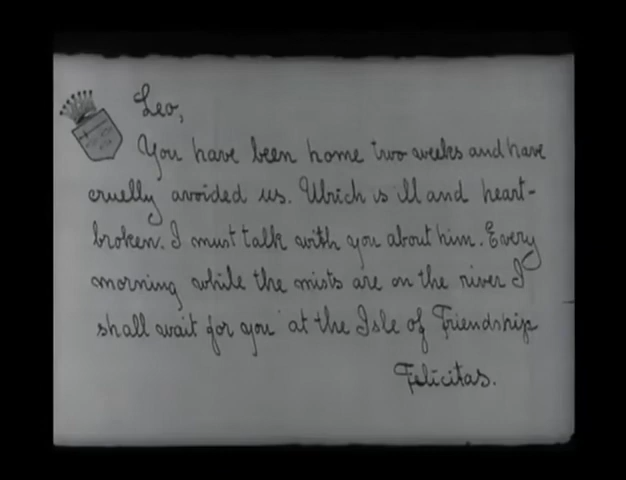 Leo,
You have been home two weeks and have
cruelly avoided us. Ulrich is ill and heart-
broken. I must talk with you about him. Every
morning while the mists are on the river I
shall wait for you at the Isle of Friendship
Felicitas.